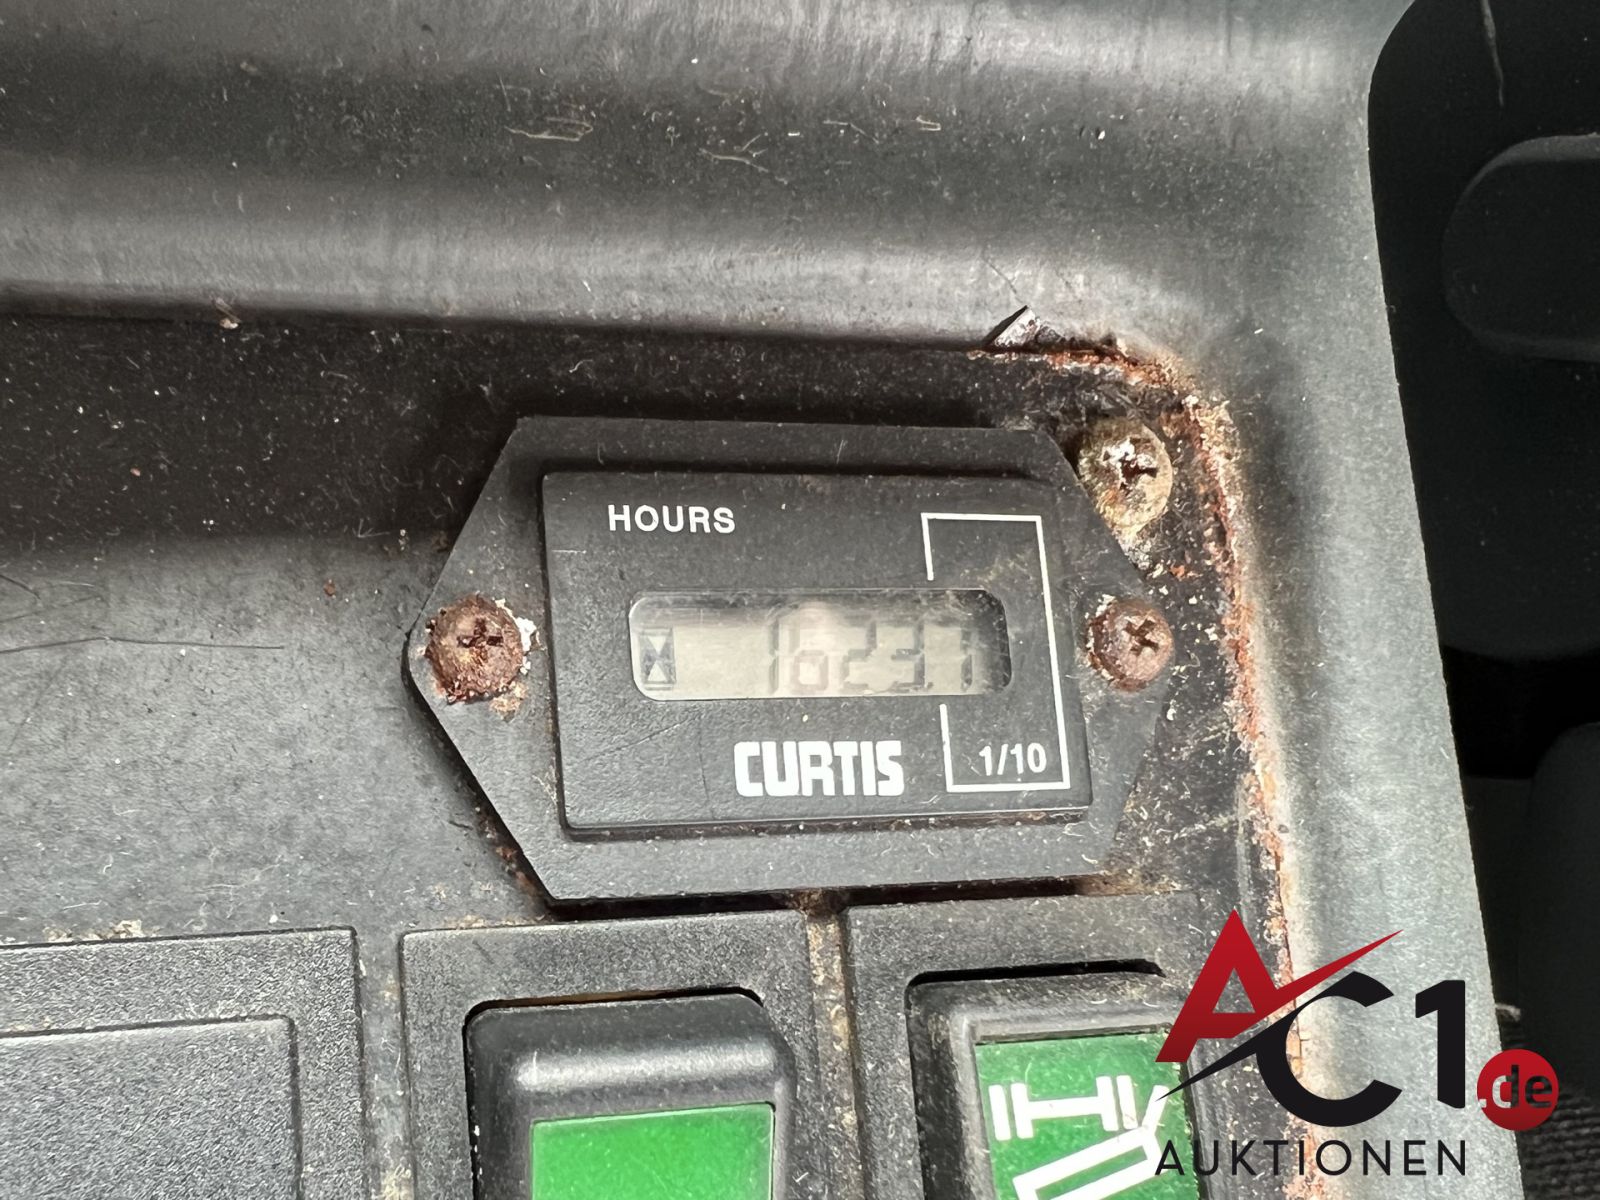 HOURS
CURTIS
1/10
AC1.de
AUKTIONEN